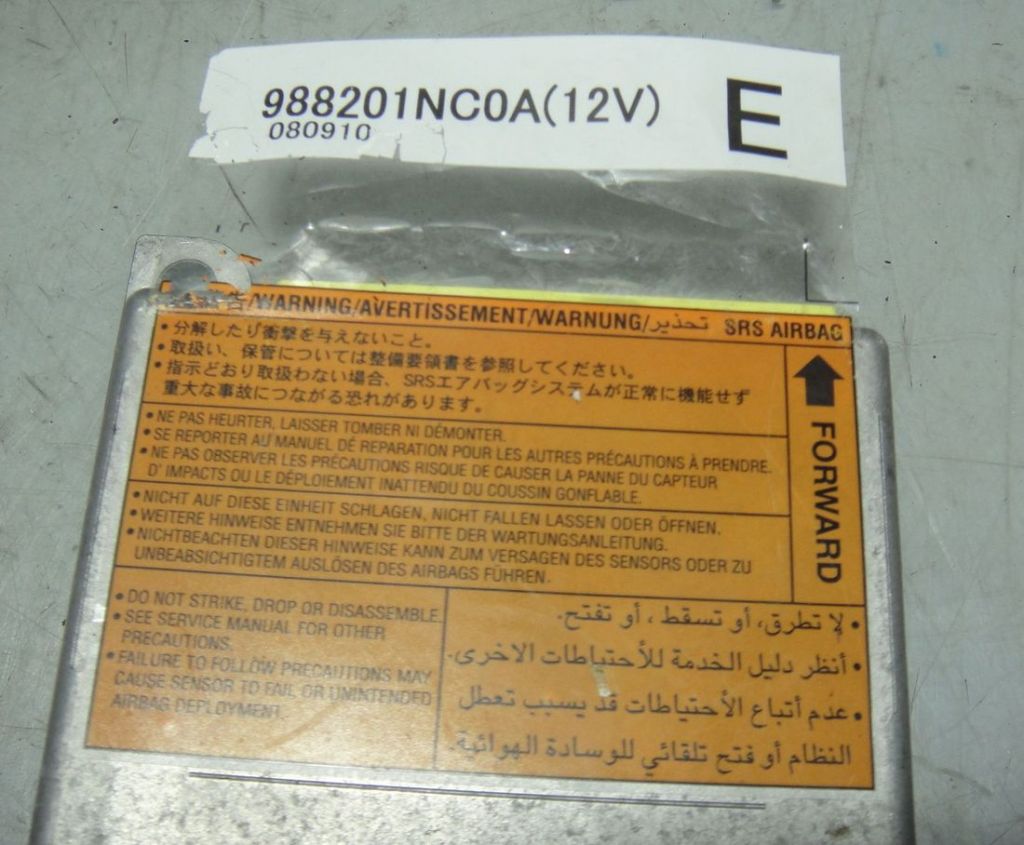 988201NC0A(12V)
080910
E
告/WARNING/AVERTISSEMENT/WARNUNG/تحذير SRS AIRBAG
• 分解したり衝撃を与えないこと。
• 取扱い、保管については整備要領書を参照してください。
• 指示どおり取扱わない場合、SRSエアバッグシステムが正常に機能せず
重大な事故につながる恐れがあります。
FORWARD
• NE PAS HEURTER, LAISSER TOMBER NI DÉMONTER.
• SE REPORTER AU MANUEL DE REPARATION POUR LES AUTRES PRÉCAUTIONS À PRENDRE.
• NE PAS OBSERVER LES PRÉCAUTIONS RISQUE DE CAUSER LA PANNE DU CAPTEUR
D' IMPACTS OU LE DÉPLOIEMENT INATTENDU DU COUSSIN GONFLABLE.
• NICHT AUF DIESE EINHEIT SCHLAGEN, NICHT FALLEN LASSEN ODER ÖFFNEN.
• WEITERE HINWEISE ENTNEHMEN SIE BITTE DER WARTUNGSANLEITUNG.
• NICHTBEACHTEN DIESER HINWEISE KANN ZUM VERSAGEN DES SENSORS ODER ZU
UNBEABSICHTIGTEM AUSLÖSEN DES AIRBAGS FÜHREN.
• DO NOT STRIKE, DROP OR DISASSEMBLE.
• SEE SERVICE MANUAL FOR OTHER
PRECAUTIONS.
• FAILURE TO FOLLOW PRECAUTIONS MAY
CAUSE SENSOR TO FAIL OR UNINTENDED
AIRBAG DEPLOYMENT.
• لا تطرق، أو تسقط ، أو تفتح.
• أنظر دليل الخدمة للأحتياطات الاخرى.
• عدم أتباع الأحتياطات قد يسبب تعطل
النظام أو فتح تلقائي للوسادة الهوائية.